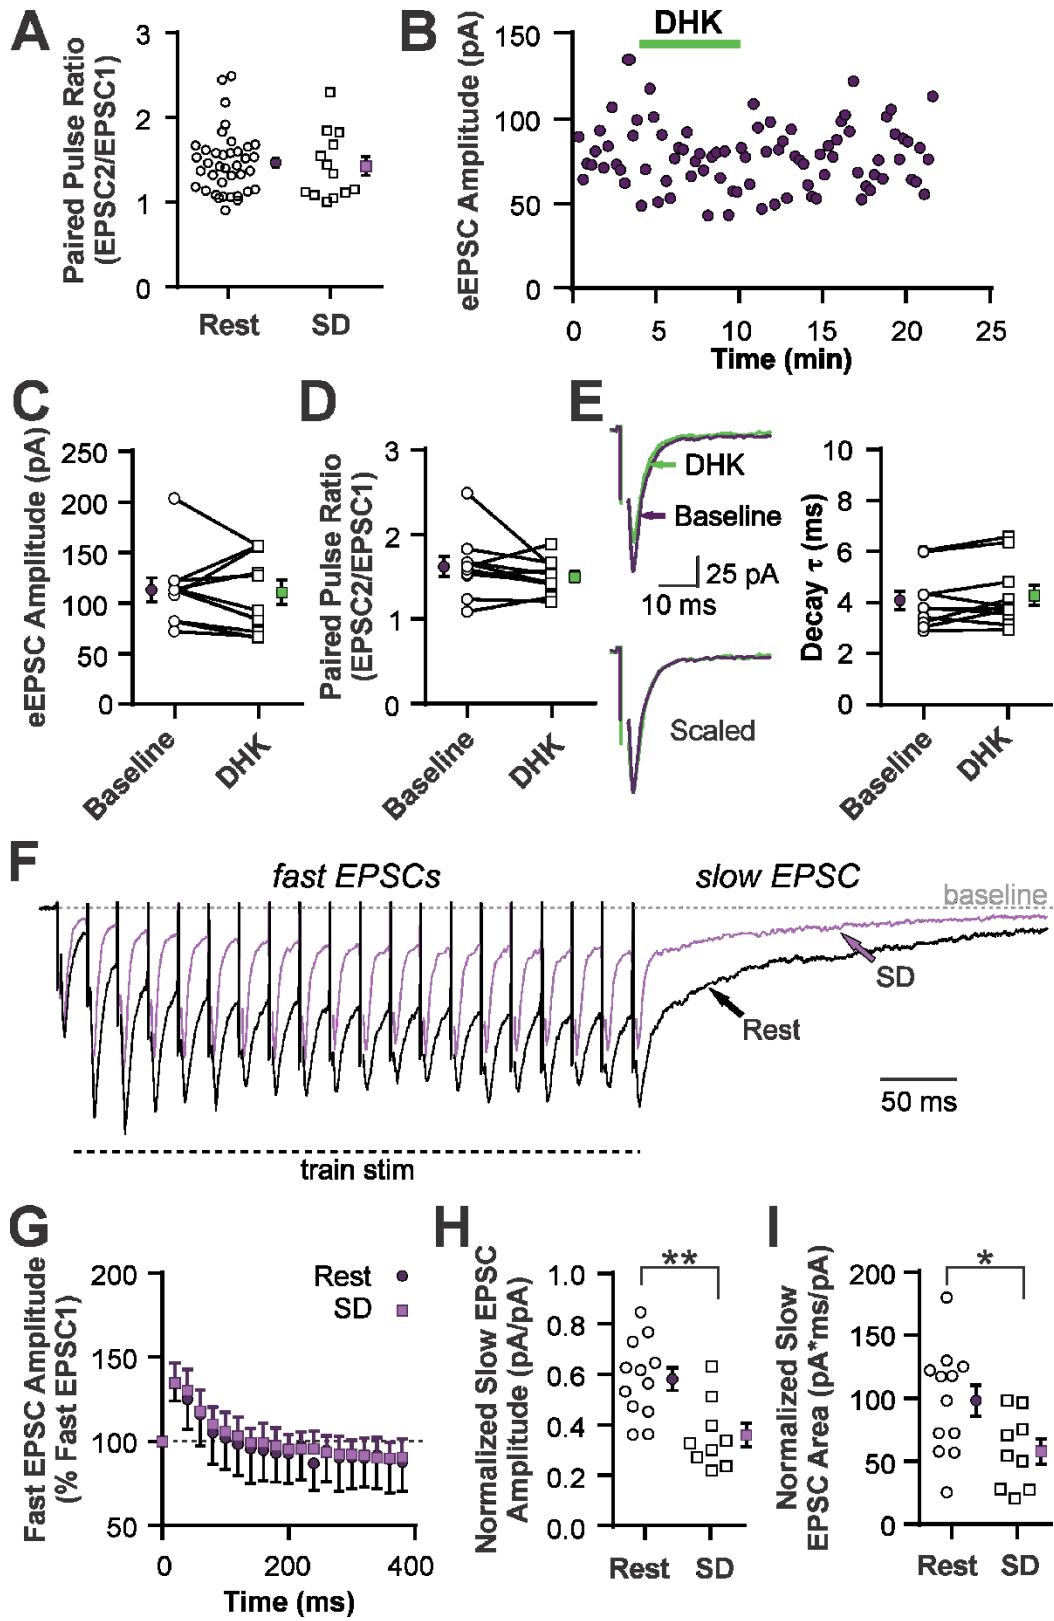 A
Paired Pulse Ratio
(EPSC2/EPSC1)
3
2
1
0
Rest
SD
B
DHK
eEPSC Amplitude (pA)
150
100
50
0
0
5
10
15
20
25
Time (min)
C
eEPSC Amplitude (pA)
250
200
150
100
50
0
Baseline
DHK
D
Paired Pulse Ratio
(EPSC2/EPSC1)
3
2
1
0
Baseline
DHK
E
DHK
Baseline
25 pA
10 ms
Scaled
Decay τ (ms)
10
8
6
4
2
0
Baseline
DHK
F
fast EPSCs
slow EPSC
baseline
SD
Rest
50 ms
train stim
G
Fast EPSC Amplitude
(% Fast EPSC1)
200
150
100
50
Rest
SD
0
200
400
Time (ms)
H
Normalized Slow EPSC
Amplitude (pA/pA)
1.0
0.8
0.6
0.4
0.2
0.0
**
Rest
SD
I
Normalized Slow
EPSC Area (pA*ms/pA)
200
150
100
50
0
*
Rest
SD